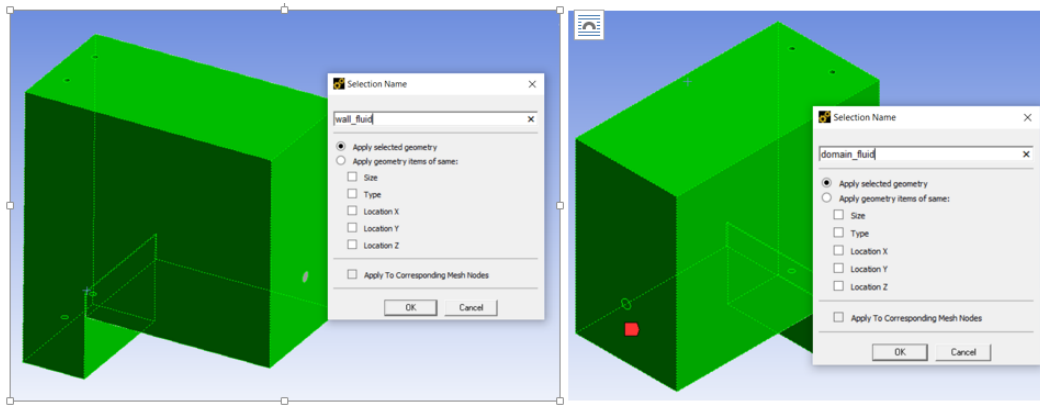 Selection Name
wall_fluid
Apply selected geometry
Apply geometry items of same:
Size
Type
Location X
Location Y
Location Z
Apply To Corresponding Mesh Nodes
OK Cancel
Selection Name
domain_fluid
Apply selected geometry
Apply geometry items of same:
Size
Type
Location X
Location Y
Location Z
Apply To Corresponding Mesh Nodes
OK Cancel